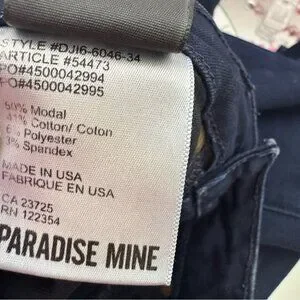 STYLE #DJI6-6046-34
ARTICLE #54473
PO#4500042994
PO#4500042995
50% Modal
41% Cotton/ Coton
6% Polyester
3% Spandex
MADE IN USA
FABRIQUE EN USA
CA 23725
RN 122354
PARADISE MINE